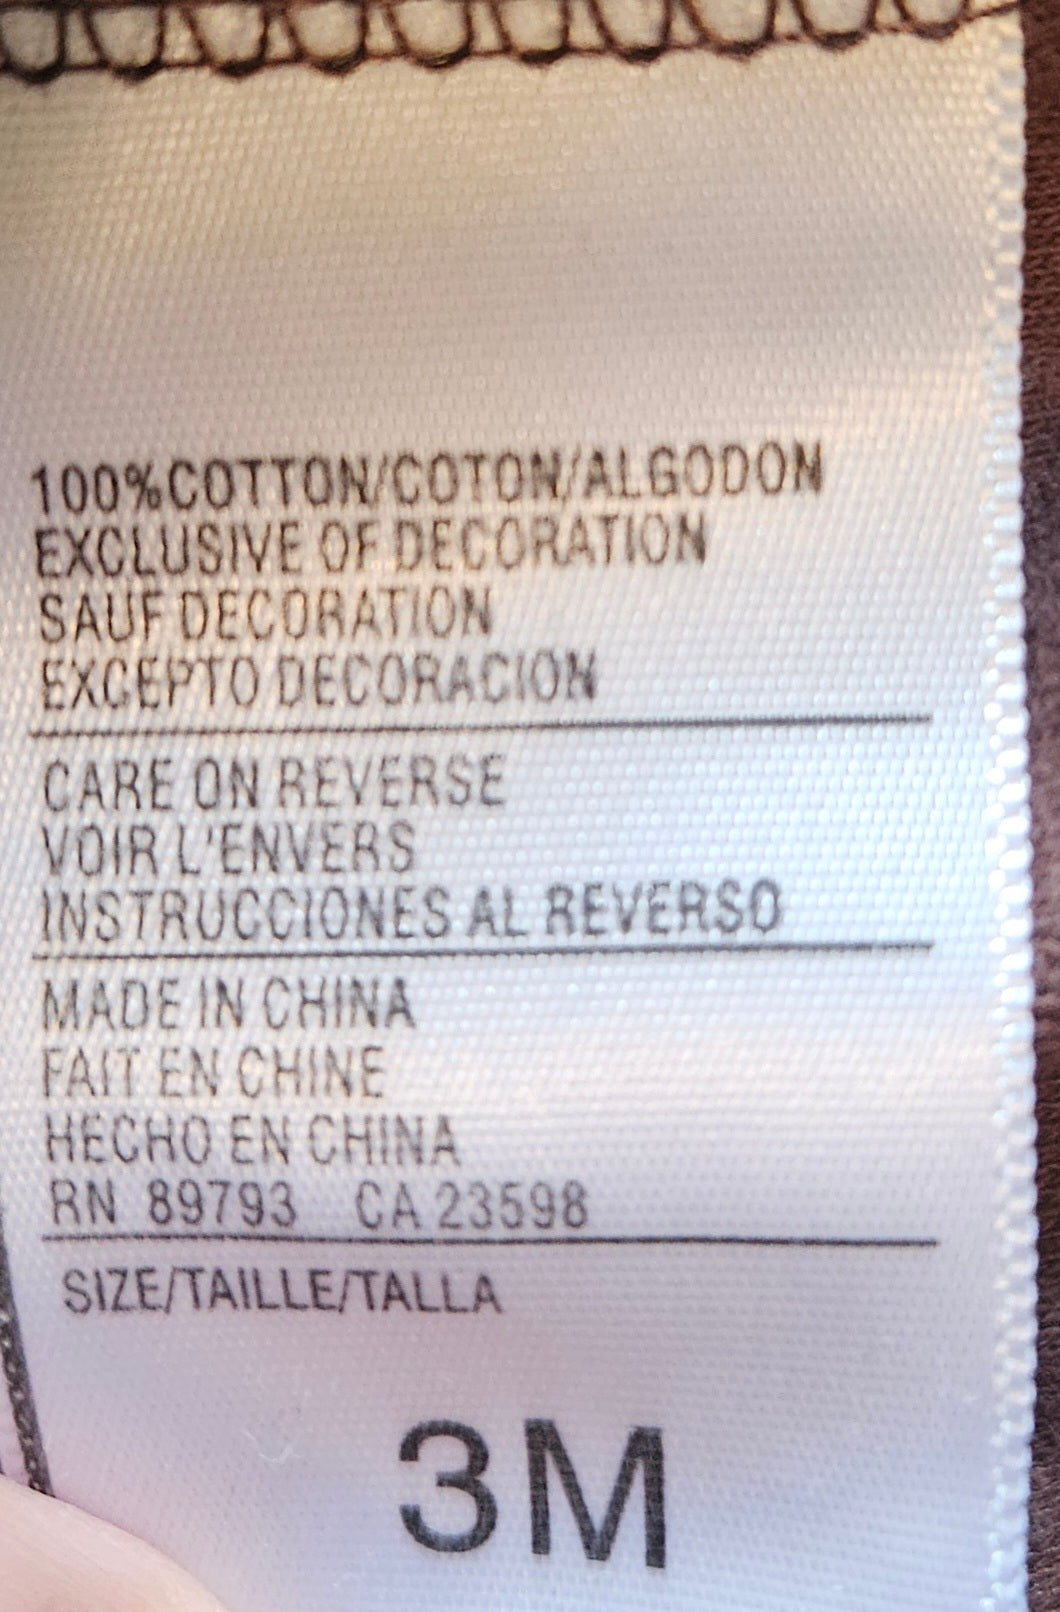 100% COTTON/COTON/ALGODON
EXCLUSIVE OF DECORATION
SAUF DECORATION
EXCEPTO DECORACION
CARE ON REVERSE
VOIR L'ENVERS
INSTRUCCIONES AL REVERSO
MADE IN CHINA
FAIT EN CHINE
HECHO EN CHINA
RN 89793 CA 23598
SIZE/TAILLE/TALLA
3M